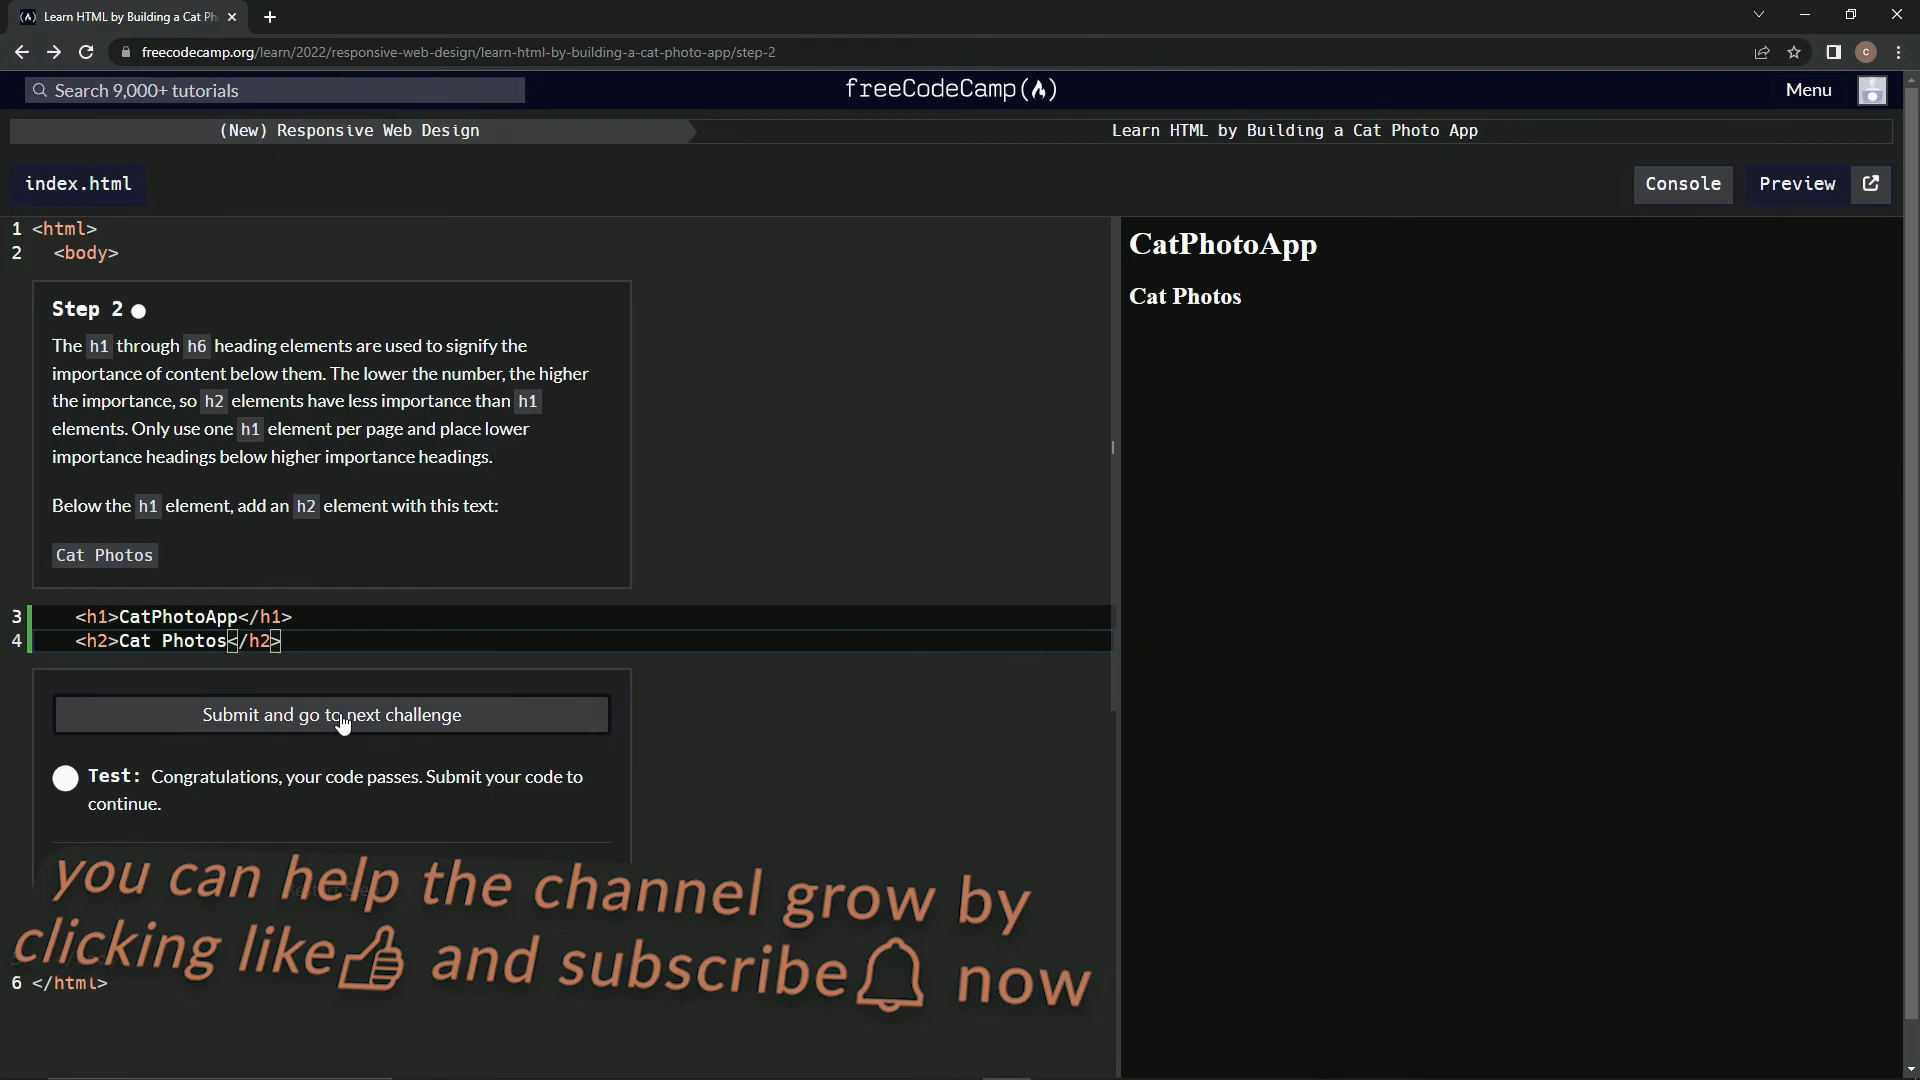 Learn HTML by Building a Cat Ph
freecodecamp.org/learn/2022/responsive-web-design/learn-html-by-building-a-cat-photo-app/step-2
C
Search 9,000+ tutorials
freeCodeCamp(🔥)
Menu
(New) Responsive Web Design
Learn HTML by Building a Cat Photo App
index.html
Console
Preview
1 <html>
2 <body>
Step 2
The h1 through h6 heading elements are used to signify the
importance of content below them. The lower the number, the higher
the importance, so h2 elements have less importance than h1
elements. Only use one h1 element per page and place lower
importance headings below higher importance headings.
Below the h1 element, add an h2 element with this text:
Cat Photos
3 <h1>CatPhotoApp</h1>
4 <h2>Cat Photos</h2>
Submit and go to next challenge
Test: Congratulations, your code passes. Submit your code to
continue.
you can help the channel grow by
clicking like and subscribe now
6 </html>
CatPhotoApp
Cat Photos